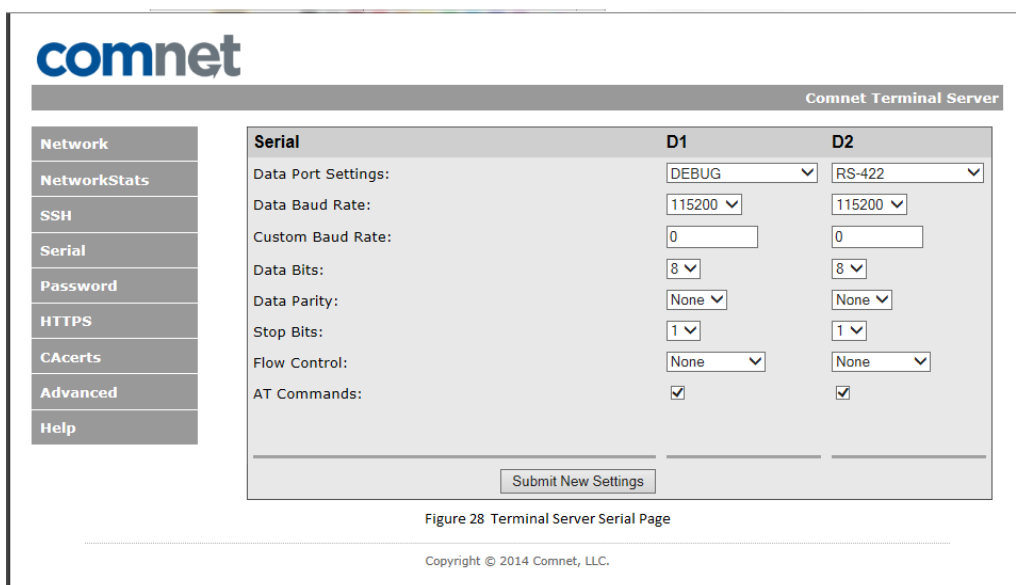 comnet
Comnet Terminal Server
Network
NetworkStats
SSH
Serial
Password
HTTPS
CAcerts
Advanced
Help
Serial D1 D2
Data Port Settings: DEBUG RS-422
Data Baud Rate: 115200 115200
Custom Baud Rate: 0 0
Data Bits: 8 8
Data Parity: None None
Stop Bits: 1 1
Flow Control: None None
AT Commands:
Submit New Settings
Figure 28 Terminal Server Serial Page
Copyright © 2014 Comnet, LLC.